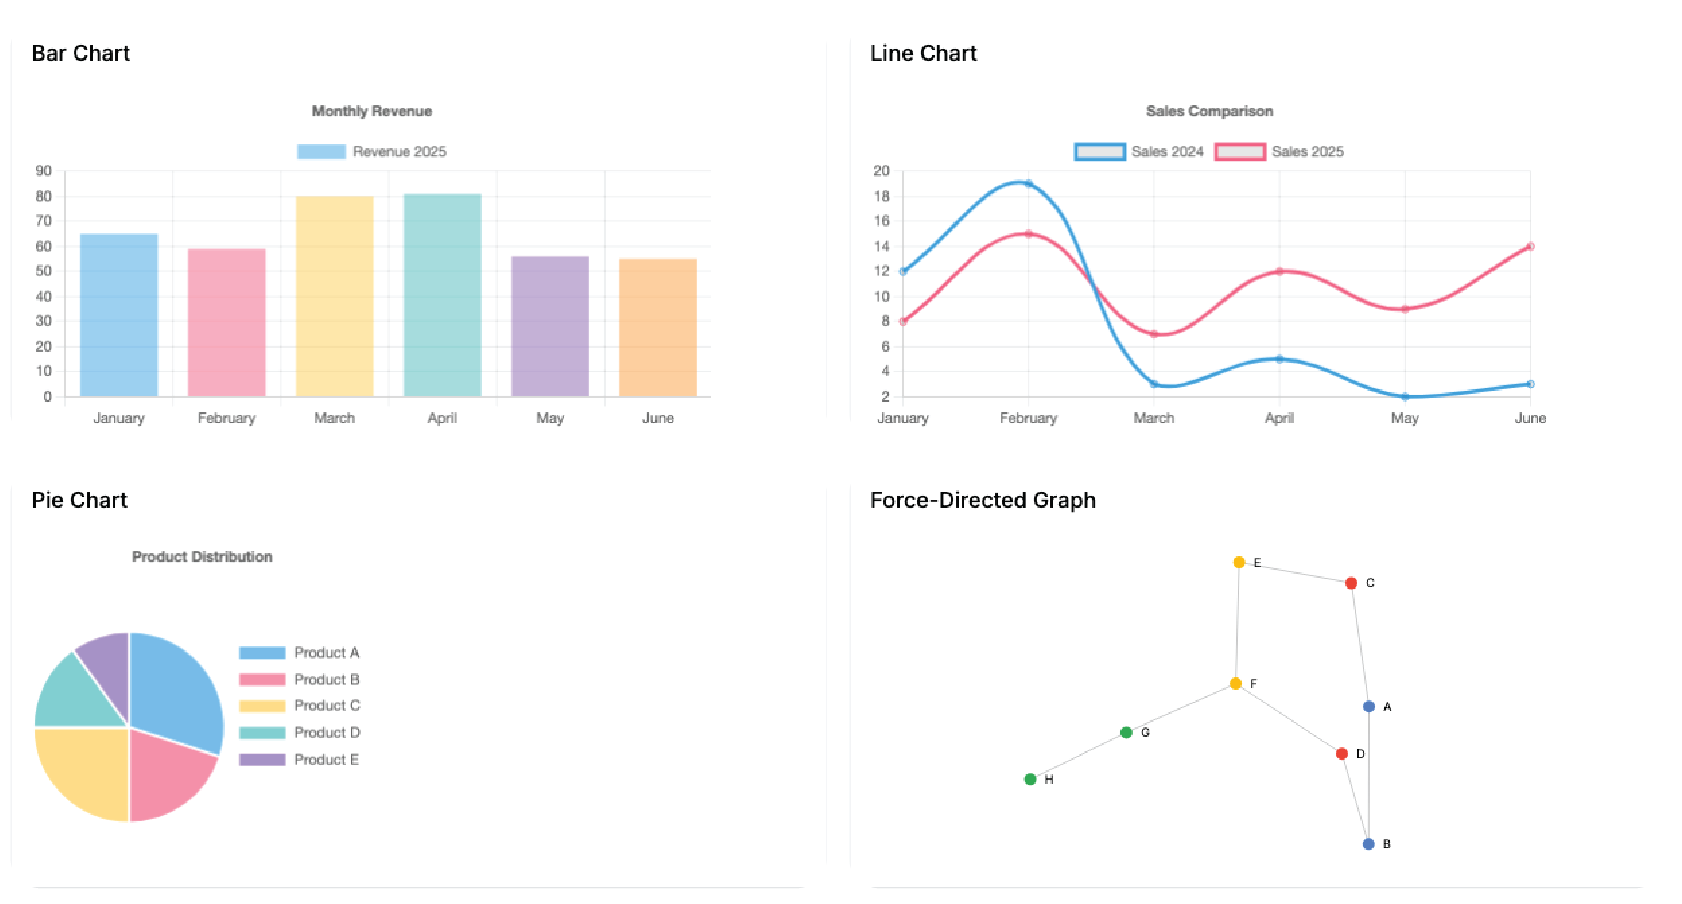 Bar Chart
Monthly Revenue
Revenue 2025
90
80
70
60
50
40
30
20
10
0
January February March April May June
Line Chart
Sales Comparison
Sales 2024 Sales 2025
20
18
16
14
12
10
8
6
4
2
January February March April May June
Pie Chart
Product Distribution
Product A
Product B
Product C
Product D
Product E
Force-Directed Graph
E
C
F
A
G
D
H
B